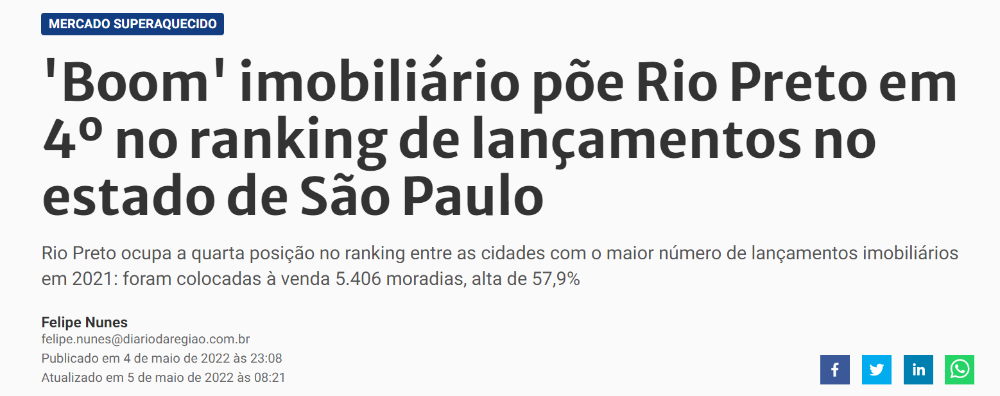 MERCADO SUPERAQUECIDO
'Boom' imobiliário põe Rio Preto em
4º no ranking de lançamentos no
estado de São Paulo
Rio Preto ocupa a quarta posição no ranking entre as cidades com o maior número de lançamentos imobiliários
em 2021: foram colocadas à venda 5.406 moradias, alta de 57,9%
Felipe Nunes
felipe.nunes@diariodaregiao.com.br
Publicado em 4 de maio de 2022 às 23:08
Atualizado em 5 de maio de 2022 às 08:21